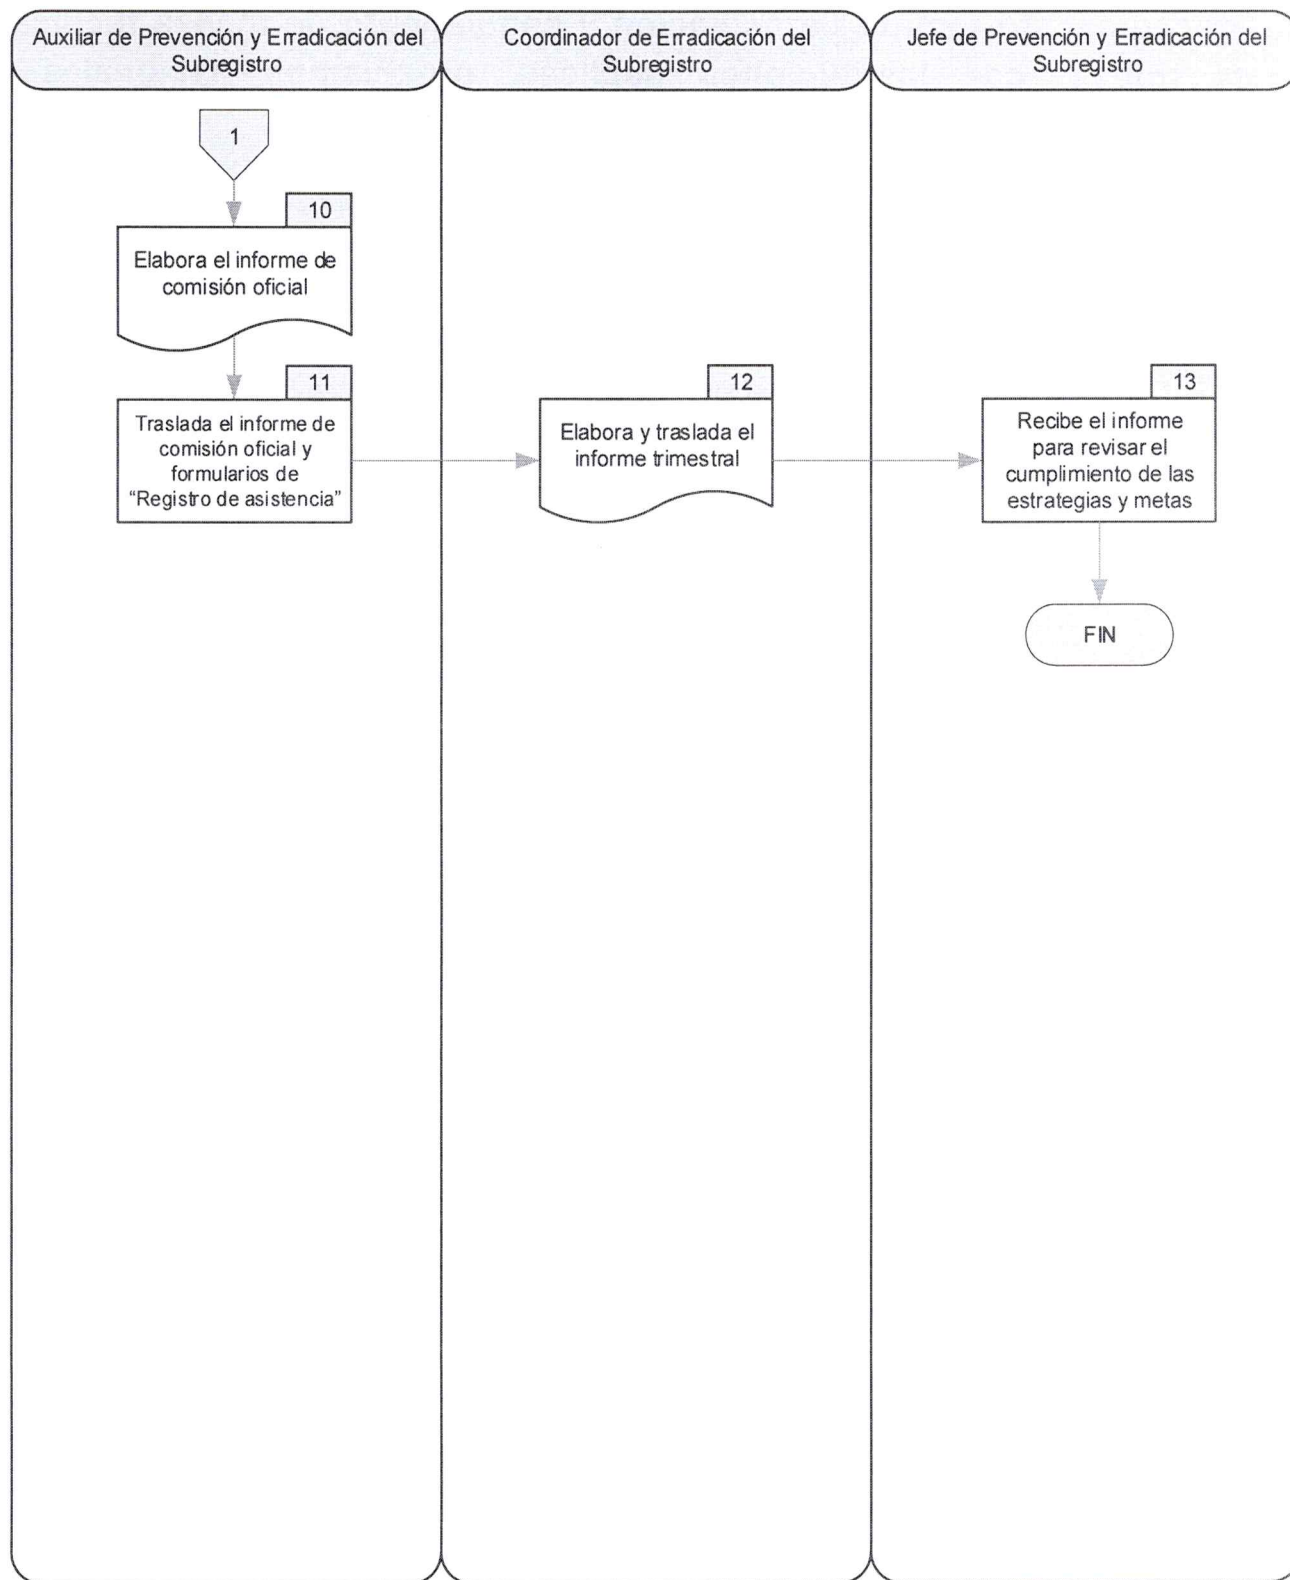 Auxiliar de Prevención y Erradicación del
Subregistro
Coordinador de Erradicación del
Subregistro
Jefe de Prevención y Erradicación del
Subregistro
1
10
Elabora el informe de
comisión oficial
11
Traslada el informe de
comisión oficial y
formularios de
“Registro de asistencia”
12
Elabora y traslada el
informe trimestral
13
Recibe el informe
para revisar el
cumplimiento de las
estrategias y metas
FIN